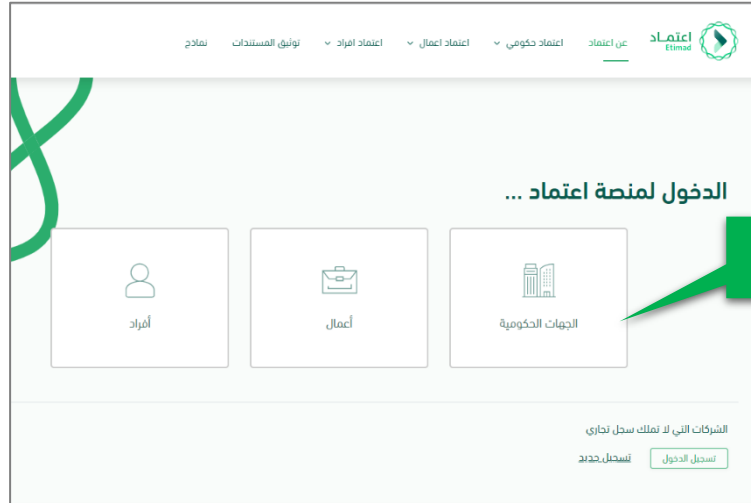 اعتمـاد
Etimad
عن اعتماد
اعتماد حكومي
اعتماد اعمال
اعتماد افراد
توثيق المستندات
نماذج
الدخول لمنصة اعتماد ...
الجهات الحكومية
أعمال
أفراد
الشركات التي لا تملك سجل تجاري
تسجيل الدخول
تسجيل جديد